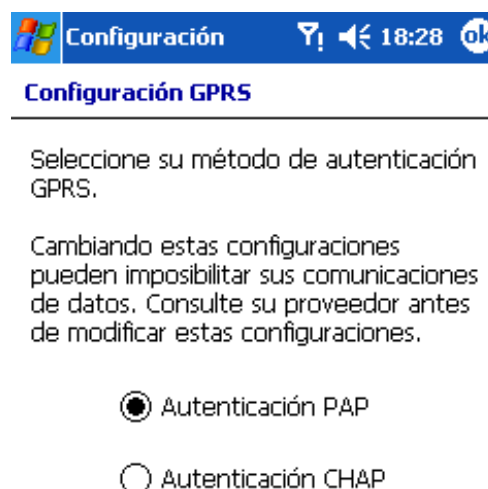 Configuración 18:28 ok
Configuración GPRS
Seleccione su método de autenticación
GPRS.
Cambiando estas configuraciones
pueden imposibilitar sus comunicaciones
de datos. Consulte su proveedor antes
de modificar estas configuraciones.
Autenticación PAP
Autenticación CHAP